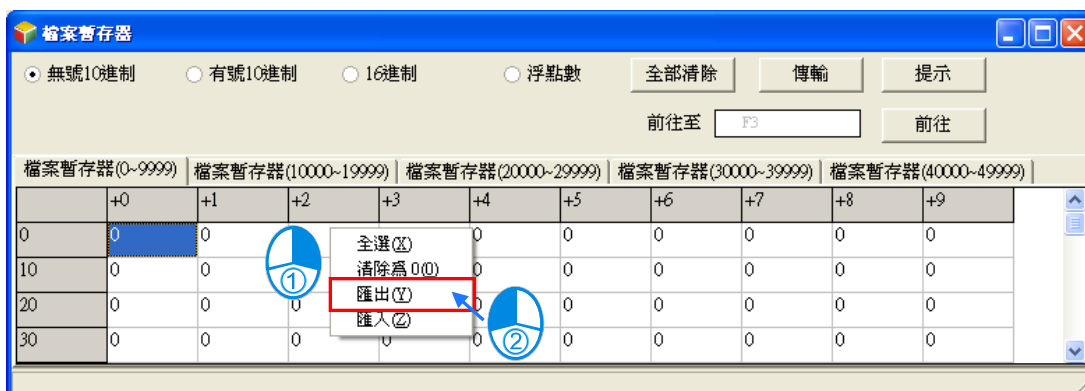 檔案暫存器
無號10進制 有號10進制 16進制 浮點數 全部清除 傳輸 提示
前往至 F3 前往
檔案暫存器(0~9999) 檔案暫存器(10000~19999) 檔案暫存器(20000~29999) 檔案暫存器(30000~39999) 檔案暫存器(40000~49999)
+0 +1 +2 +3 +4 +5 +6 +7 +8 +9
0 0 0 0 0 0 0 0 0
10 0 0 0 0 0 0 0 0
20 0 0 0 0 0 0 0 0 0
30 0 0 0 0 0 0 0 0 0 0
全選(X)
清除為 0(0)
匯出(Y)
匯入(Z)
①
②